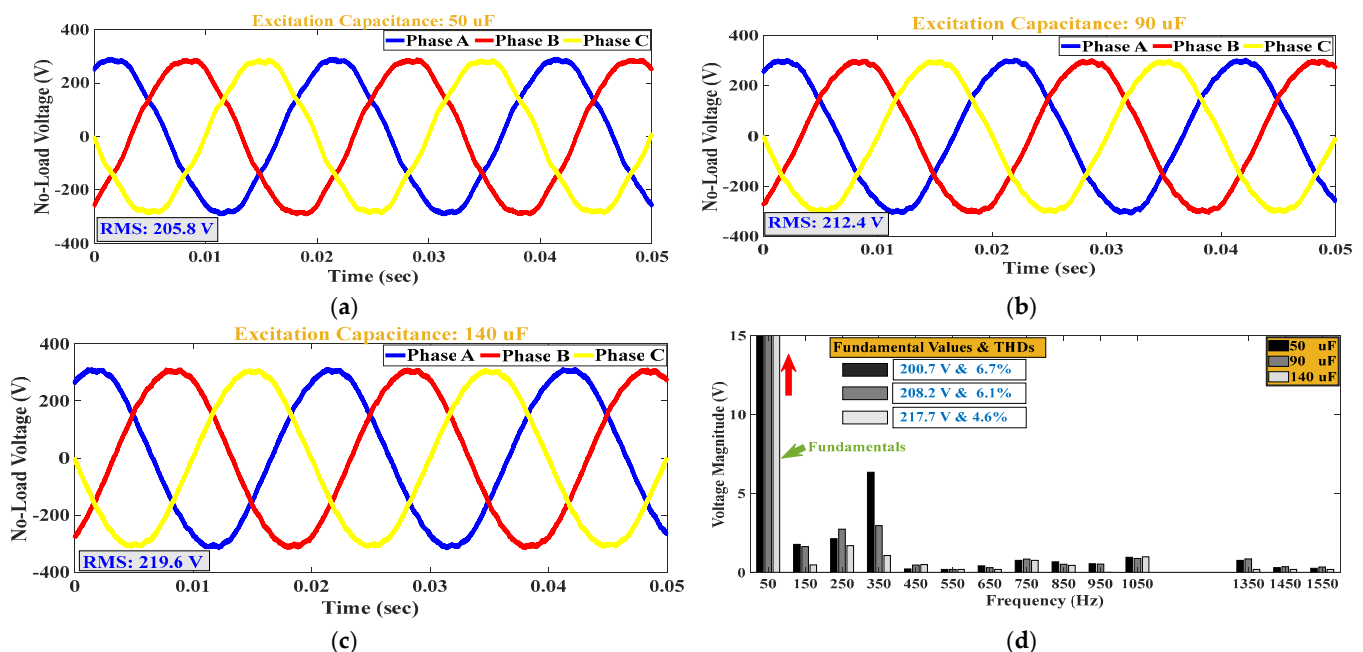 Excitation Capacitance: 50 uF
Phase A Phase B Phase C
No-Load Voltage (V)
400
200
0
-200
-400
RMS: 205.8 V
0 0.01 0.02 0.03 0.04 0.05
Time (sec)
(a)
Excitation Capacitance: 90 uF
Phase A Phase B Phase C
No-Load Voltage (V)
400
200
0
-200
-400
RMS: 212.4 V
0 0.01 0.02 0.03 0.04 0.05
Time (sec)
(b)
Excitation Capacitance: 140 uF
Phase A Phase B Phase C
No-Load Voltage (V)
400
200
0
-200
-400
RMS: 219.6 V
0 0.01 0.02 0.03 0.04 0.05
Time (sec)
(c)
Fundamental Values & THDs
200.7 V & 6.7%
208.2 V & 6.1%
217.7 V & 4.6%
50 uF
90 uF
140 uF
Fundamentals
Voltage Magnitude (V)
15
10
5
0
50 150 250 350 450 550 650 750 850 950 1050 1350 1450 1550
Frequency (Hz)
(d)